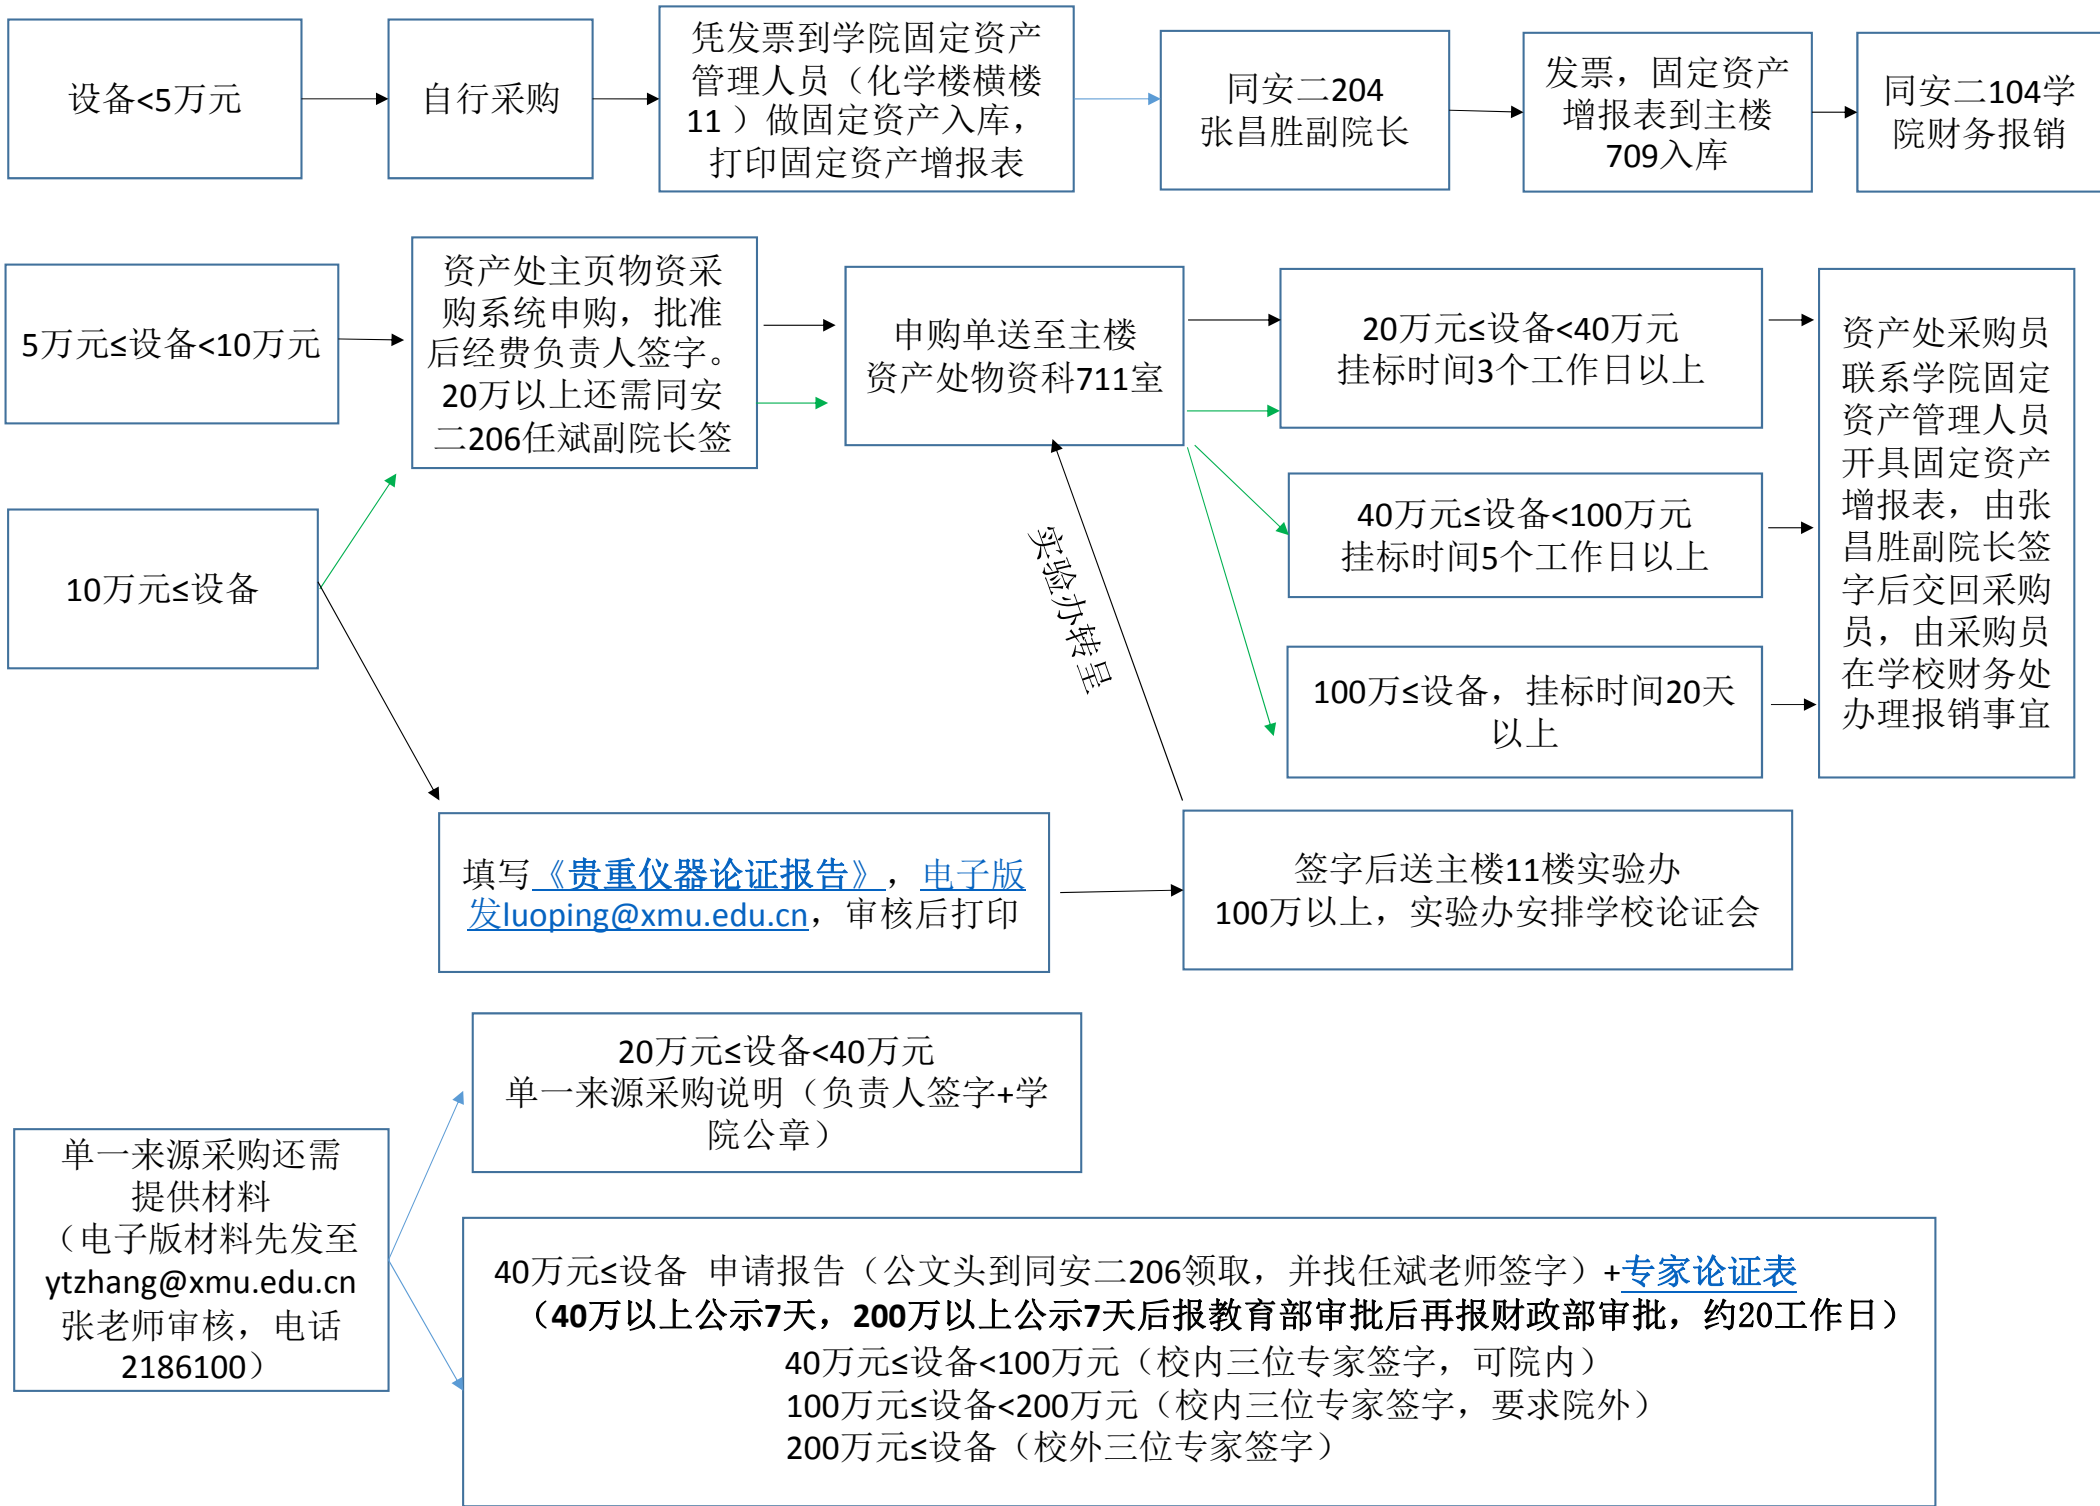 设备<5万元
自行采购
凭发票到学院固定资产
管理人员（化学楼横楼
11 ）做固定资产入库，
打印固定资产增报表
同安二204
张昌胜副院长
发票，固定资产
增报表到主楼
709入库
同安二104学
院财务报销
5万元≤设备<10万元
资产处主页物资采
购系统申购，批准
后经费负责人签字。
20万以上还需同安
二206任斌副院长签
申购单送至主楼
资产处物资科711室
20万元≤设备<40万元
挂标时间3个工作日以上
资产处采购员
联系学院固定
资产管理人员
开具固定资产
增报表，由张
昌胜副院长签
字后交回采购
员，由采购员
在学校财务处
办理报销事宜
40万元≤设备<100万元
挂标时间5个工作日以上
10万元≤设备
实验办转呈
100万≤设备，挂标时间20天
以上
填写《贵重仪器论证报告》，电子版
发luoping@xmu.edu.cn，审核后打印
签字后送主楼11楼实验办
100万以上，实验办安排学校论证会
20万元≤设备<40万元
单一来源采购说明（负责人签字+学
院公章）
单一来源采购还需
提供材料
（电子版材料先发至
ytzhang@xmu.edu.cn
张老师审核，电话
2186100）
40万元≤设备 申请报告（公文头到同安二206领取，并找任斌老师签字）+专家论证表
（40万以上公示7天，200万以上公示7天后报教育部审批后再报财政部审批，约20工作日）
40万元≤设备<100万元（校内三位专家签字，可院内）
100万元≤设备<200万元（校内三位专家签字，要求院外）
200万元≤设备（校外三位专家签字）